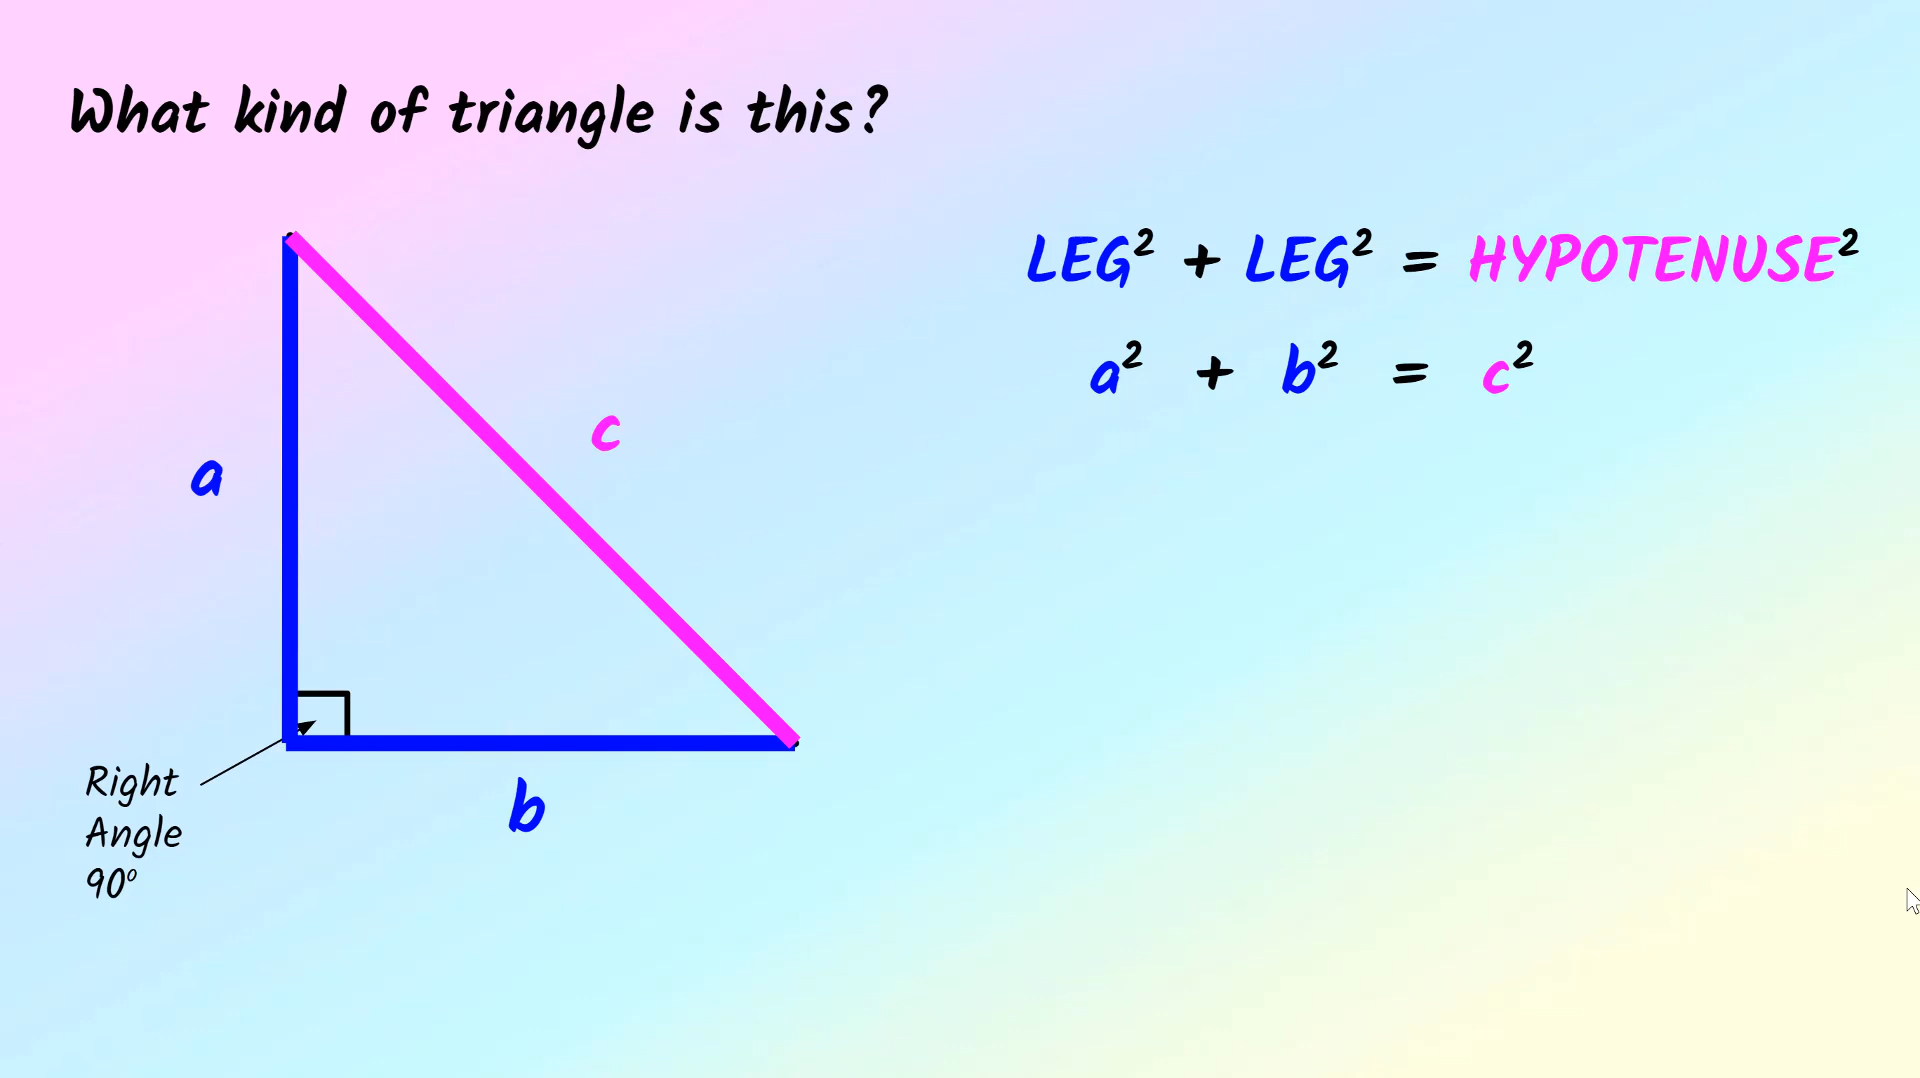 What kind of triangle is this?
LEG² + LEG² = HYPOTENUSE²
a² + b² = c²
c
a
b
Right
Angle
90°